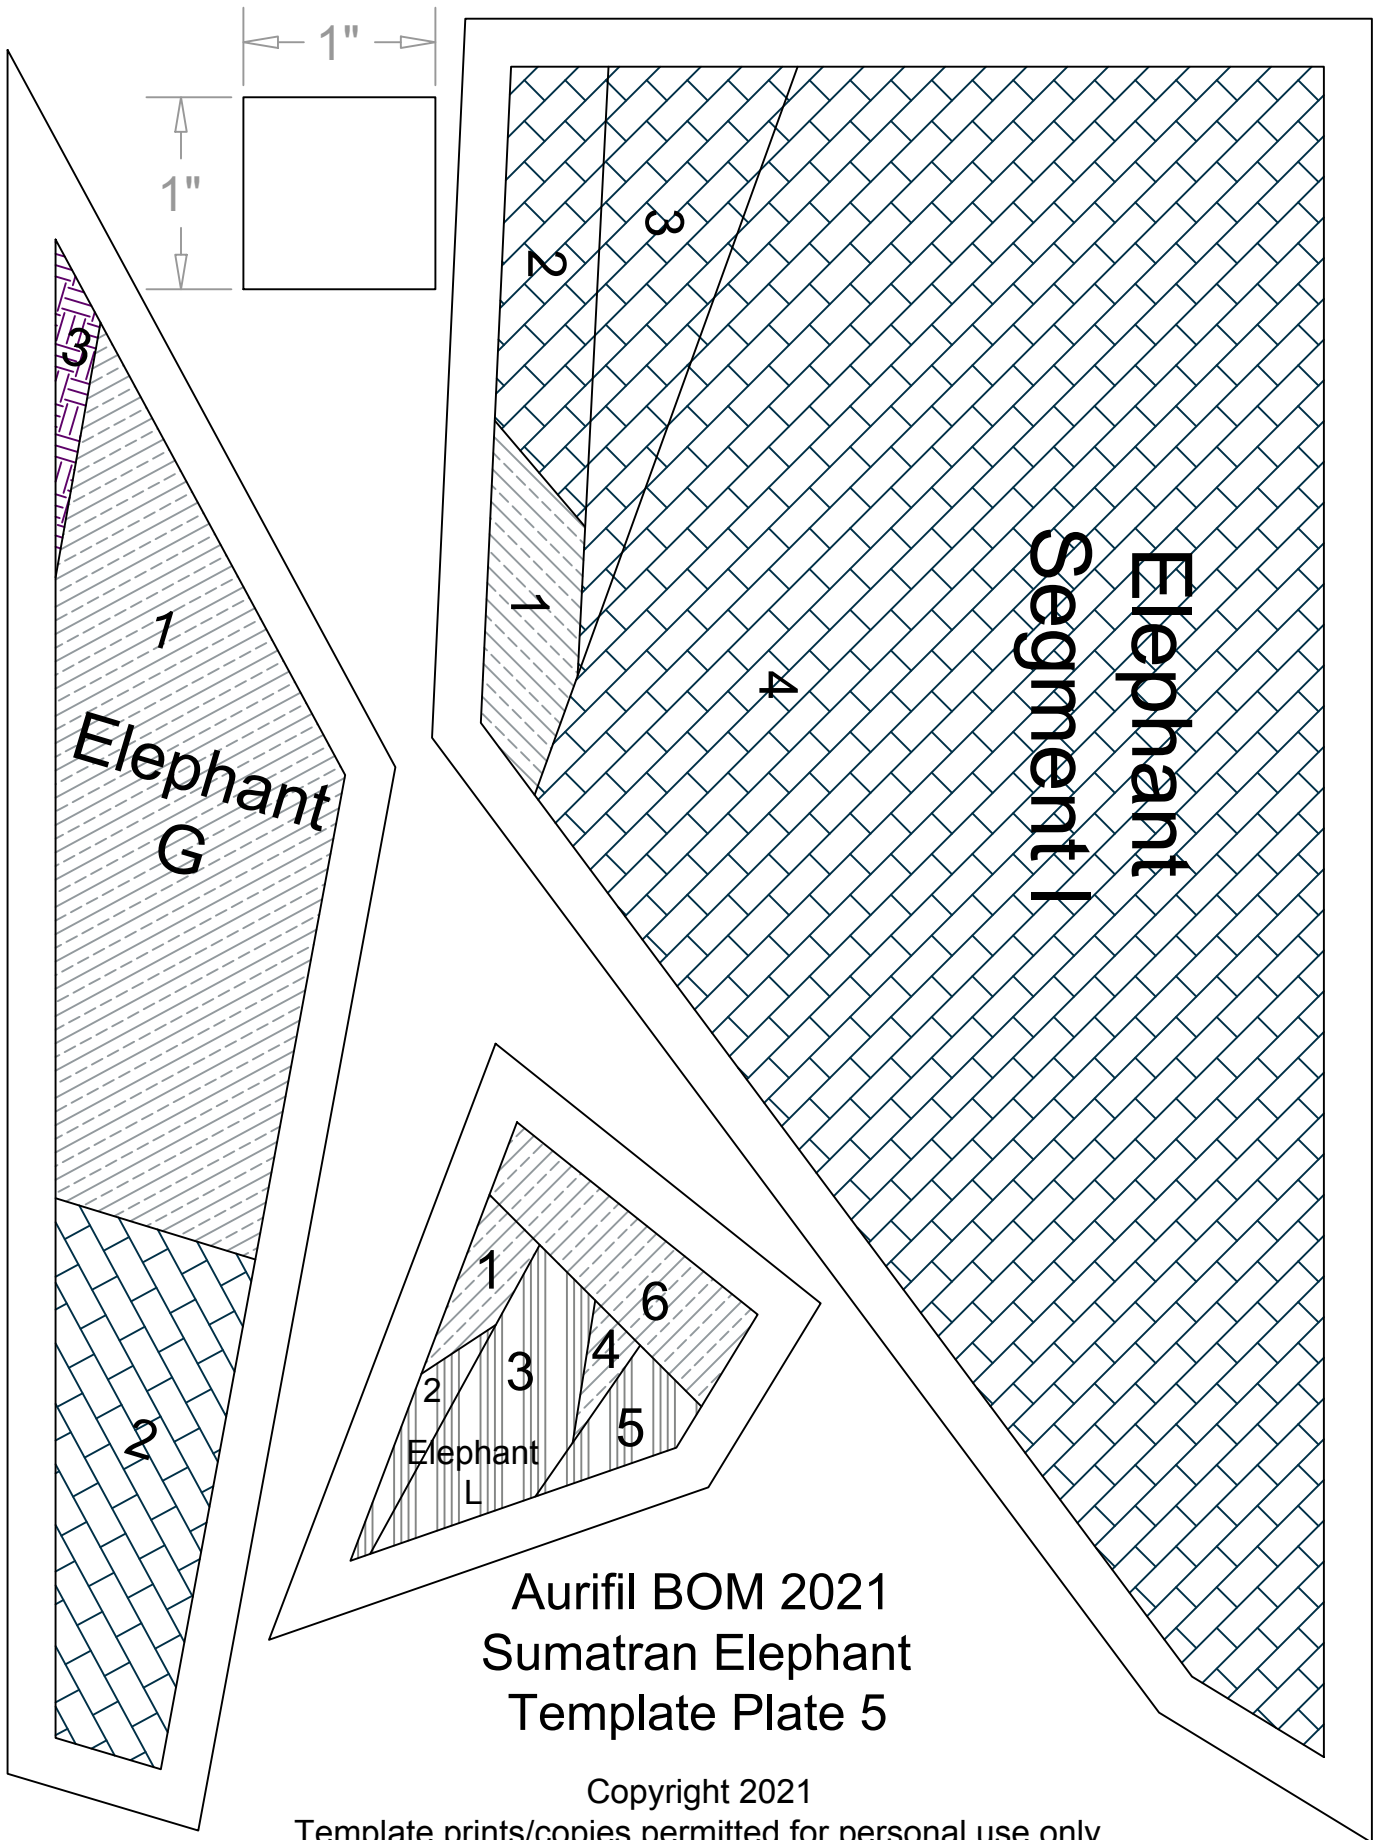 1"
1"
3
1
Elephant
G
2
2
3
1
4
Elephant
Segment I
1
2
3
4
5
6
Elephant
L
Aurifil BOM 2021
Sumatran Elephant
Template Plate 5
Copyright 2021
Template prints/copies permitted for personal use only